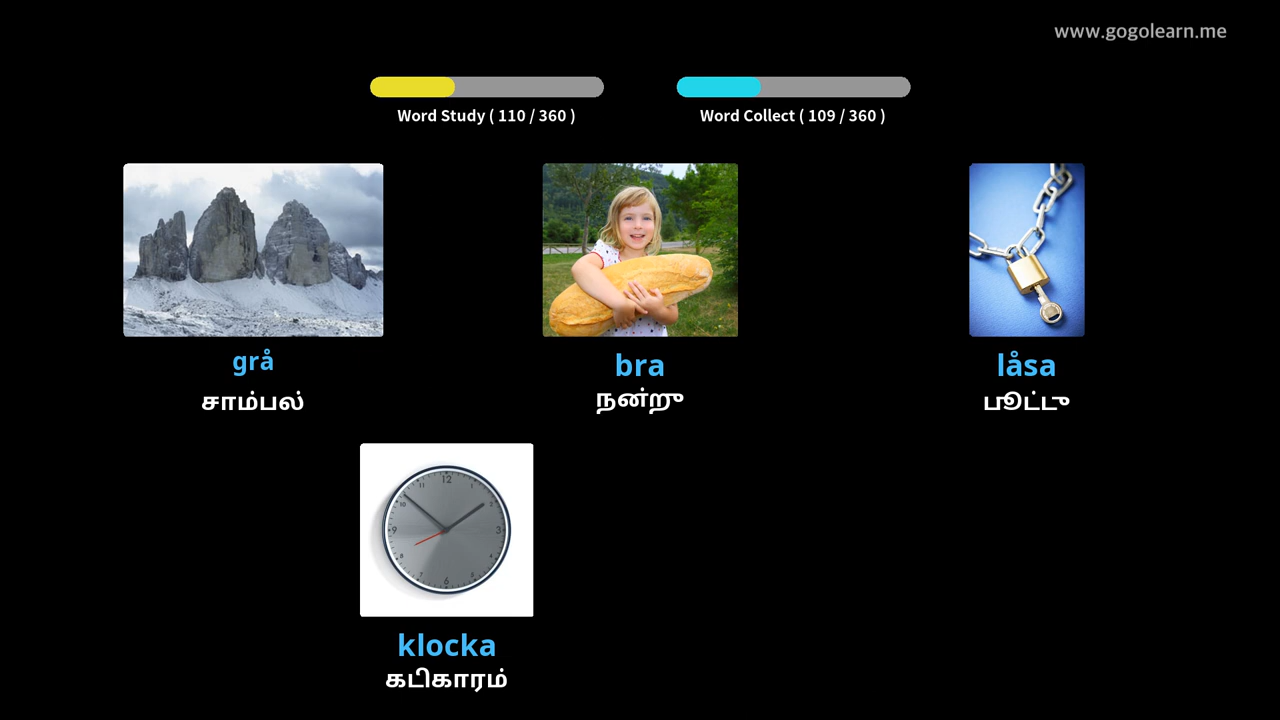 www.gogolearn.me
Word Study ( 110 / 360 )
Word Collect ( 109 / 360 )
grå
bra
låsa
சாம்பல்
நன்று
பூட்டு
klocka
கடிகாரம்